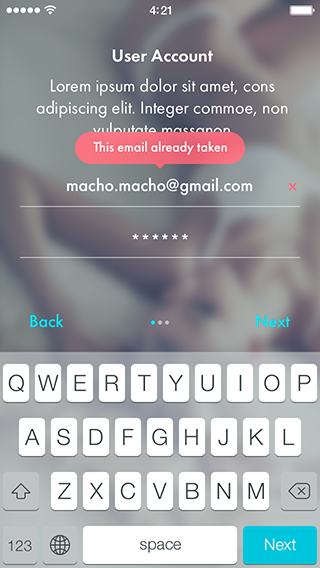 4:21
User Account
Lorem ipsum dolor sit amet, cons
adipiscing elit. Integer commoe, non
vulputate massanon
This email already taken
macho.macho@gmail.com ×
******
Back Next
Q W E R T Y U I O P
A S D F G H J K L
Z X C V B N M
123 space Next